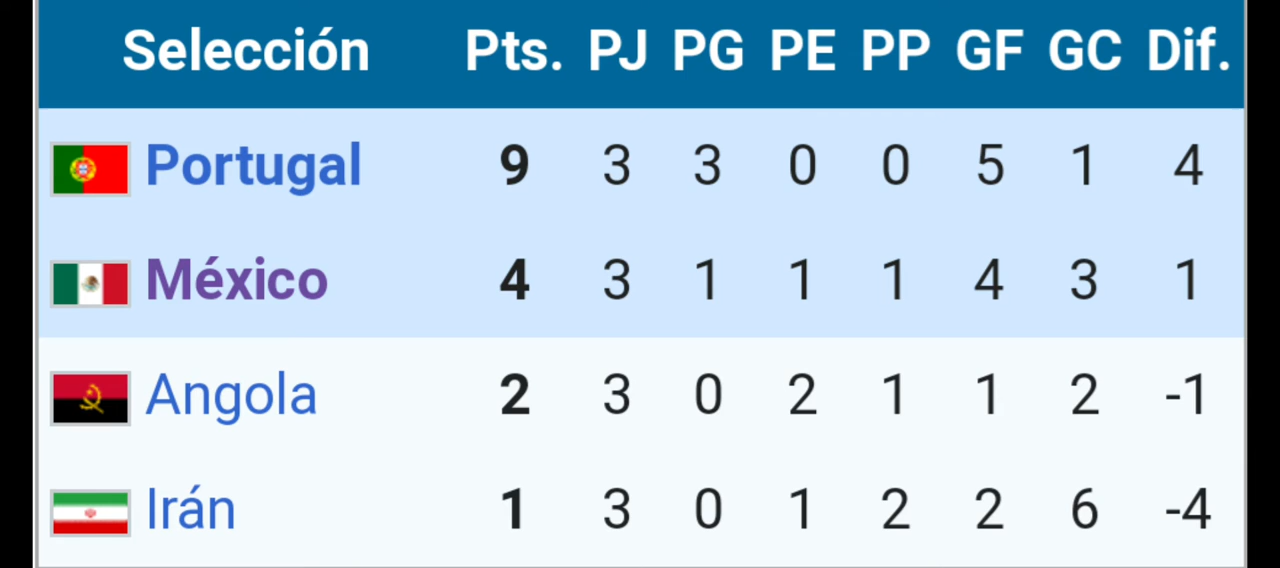 Selección Pts. PJ PG PE PP GF GC Dif.
Portugal 9 3 3 0 0 5 1 4
México 4 3 1 1 1 4 3 1
Angola 2 3 0 2 1 1 2 -1
Irán 1 3 0 1 2 2 6 -4